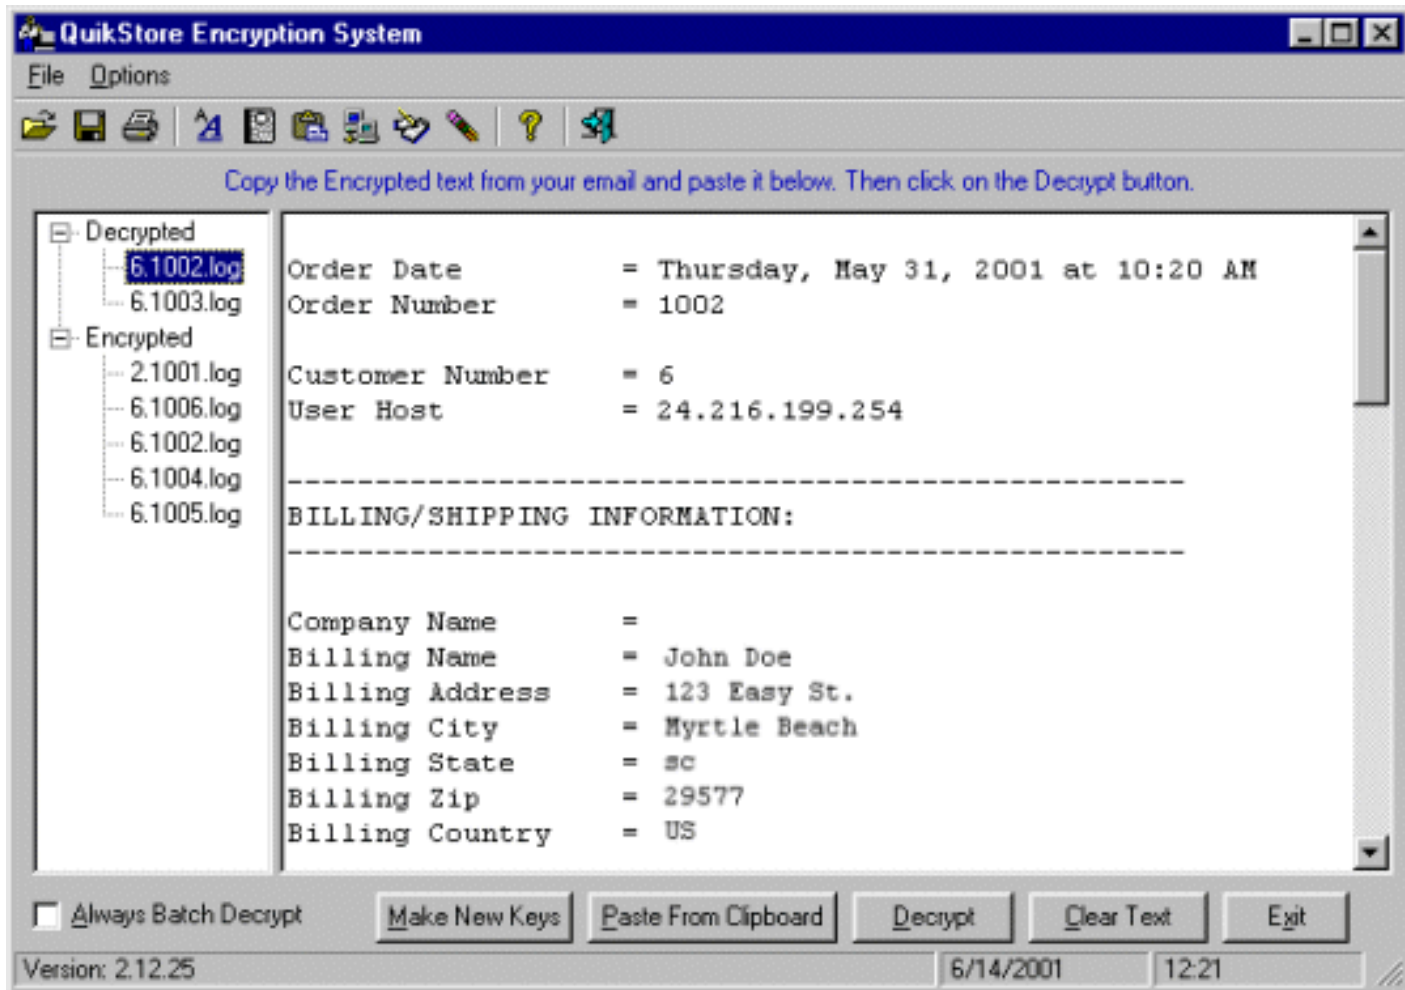 QuikStore Encryption System
File Options
Copy the Encrypted text from your email and paste it below. Then click on the Decrypt button.
Decrypted
6.1002.log
6.1003.log
Encrypted
2.1001.log
6.1006.log
6.1002.log
6.1004.log
6.1005.log
Order Date = Thursday, May 31, 2001 at 10:20 AM
Order Number = 1002
Customer Number = 6
User Host = 24.216.199.254
---------------------------------------------------
BILLING/SHIPPING INFORMATION:
---------------------------------------------------
Company Name =
Billing Name = John Doe
Billing Address = 123 Easy St.
Billing City = Myrtle Beach
Billing State = sc
Billing Zip = 29577
Billing Country = US
Always Batch Decrypt Make New Keys Paste From Clipboard Decrypt Clear Text Exit
Version: 2.12.25 6/14/2001 12:21